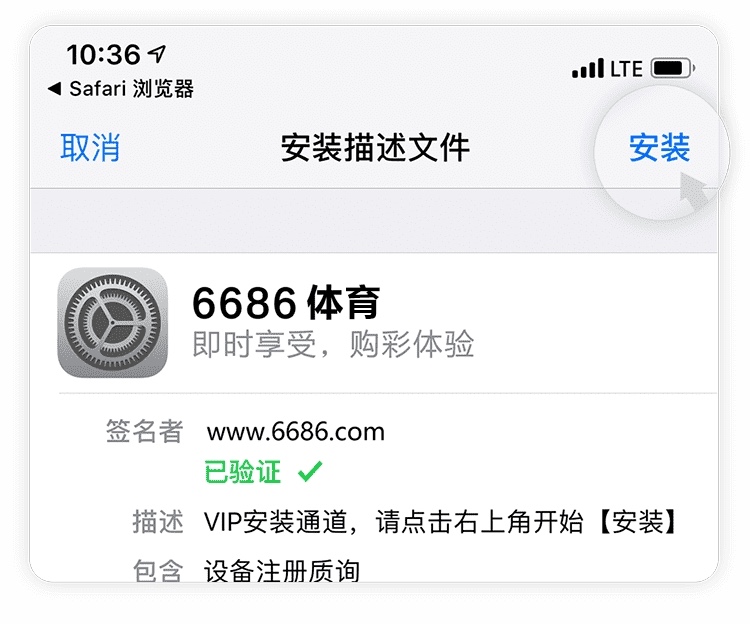 10:36
LTE
◀ Safari 浏览器
取消
安装描述文件
安装
6686 体育
即时享受，购彩体验
签名者 www.6686.com
已验证 ✓
描述 VIP安装通道，请点击右上角开始【安装】
包含 设备注册质询